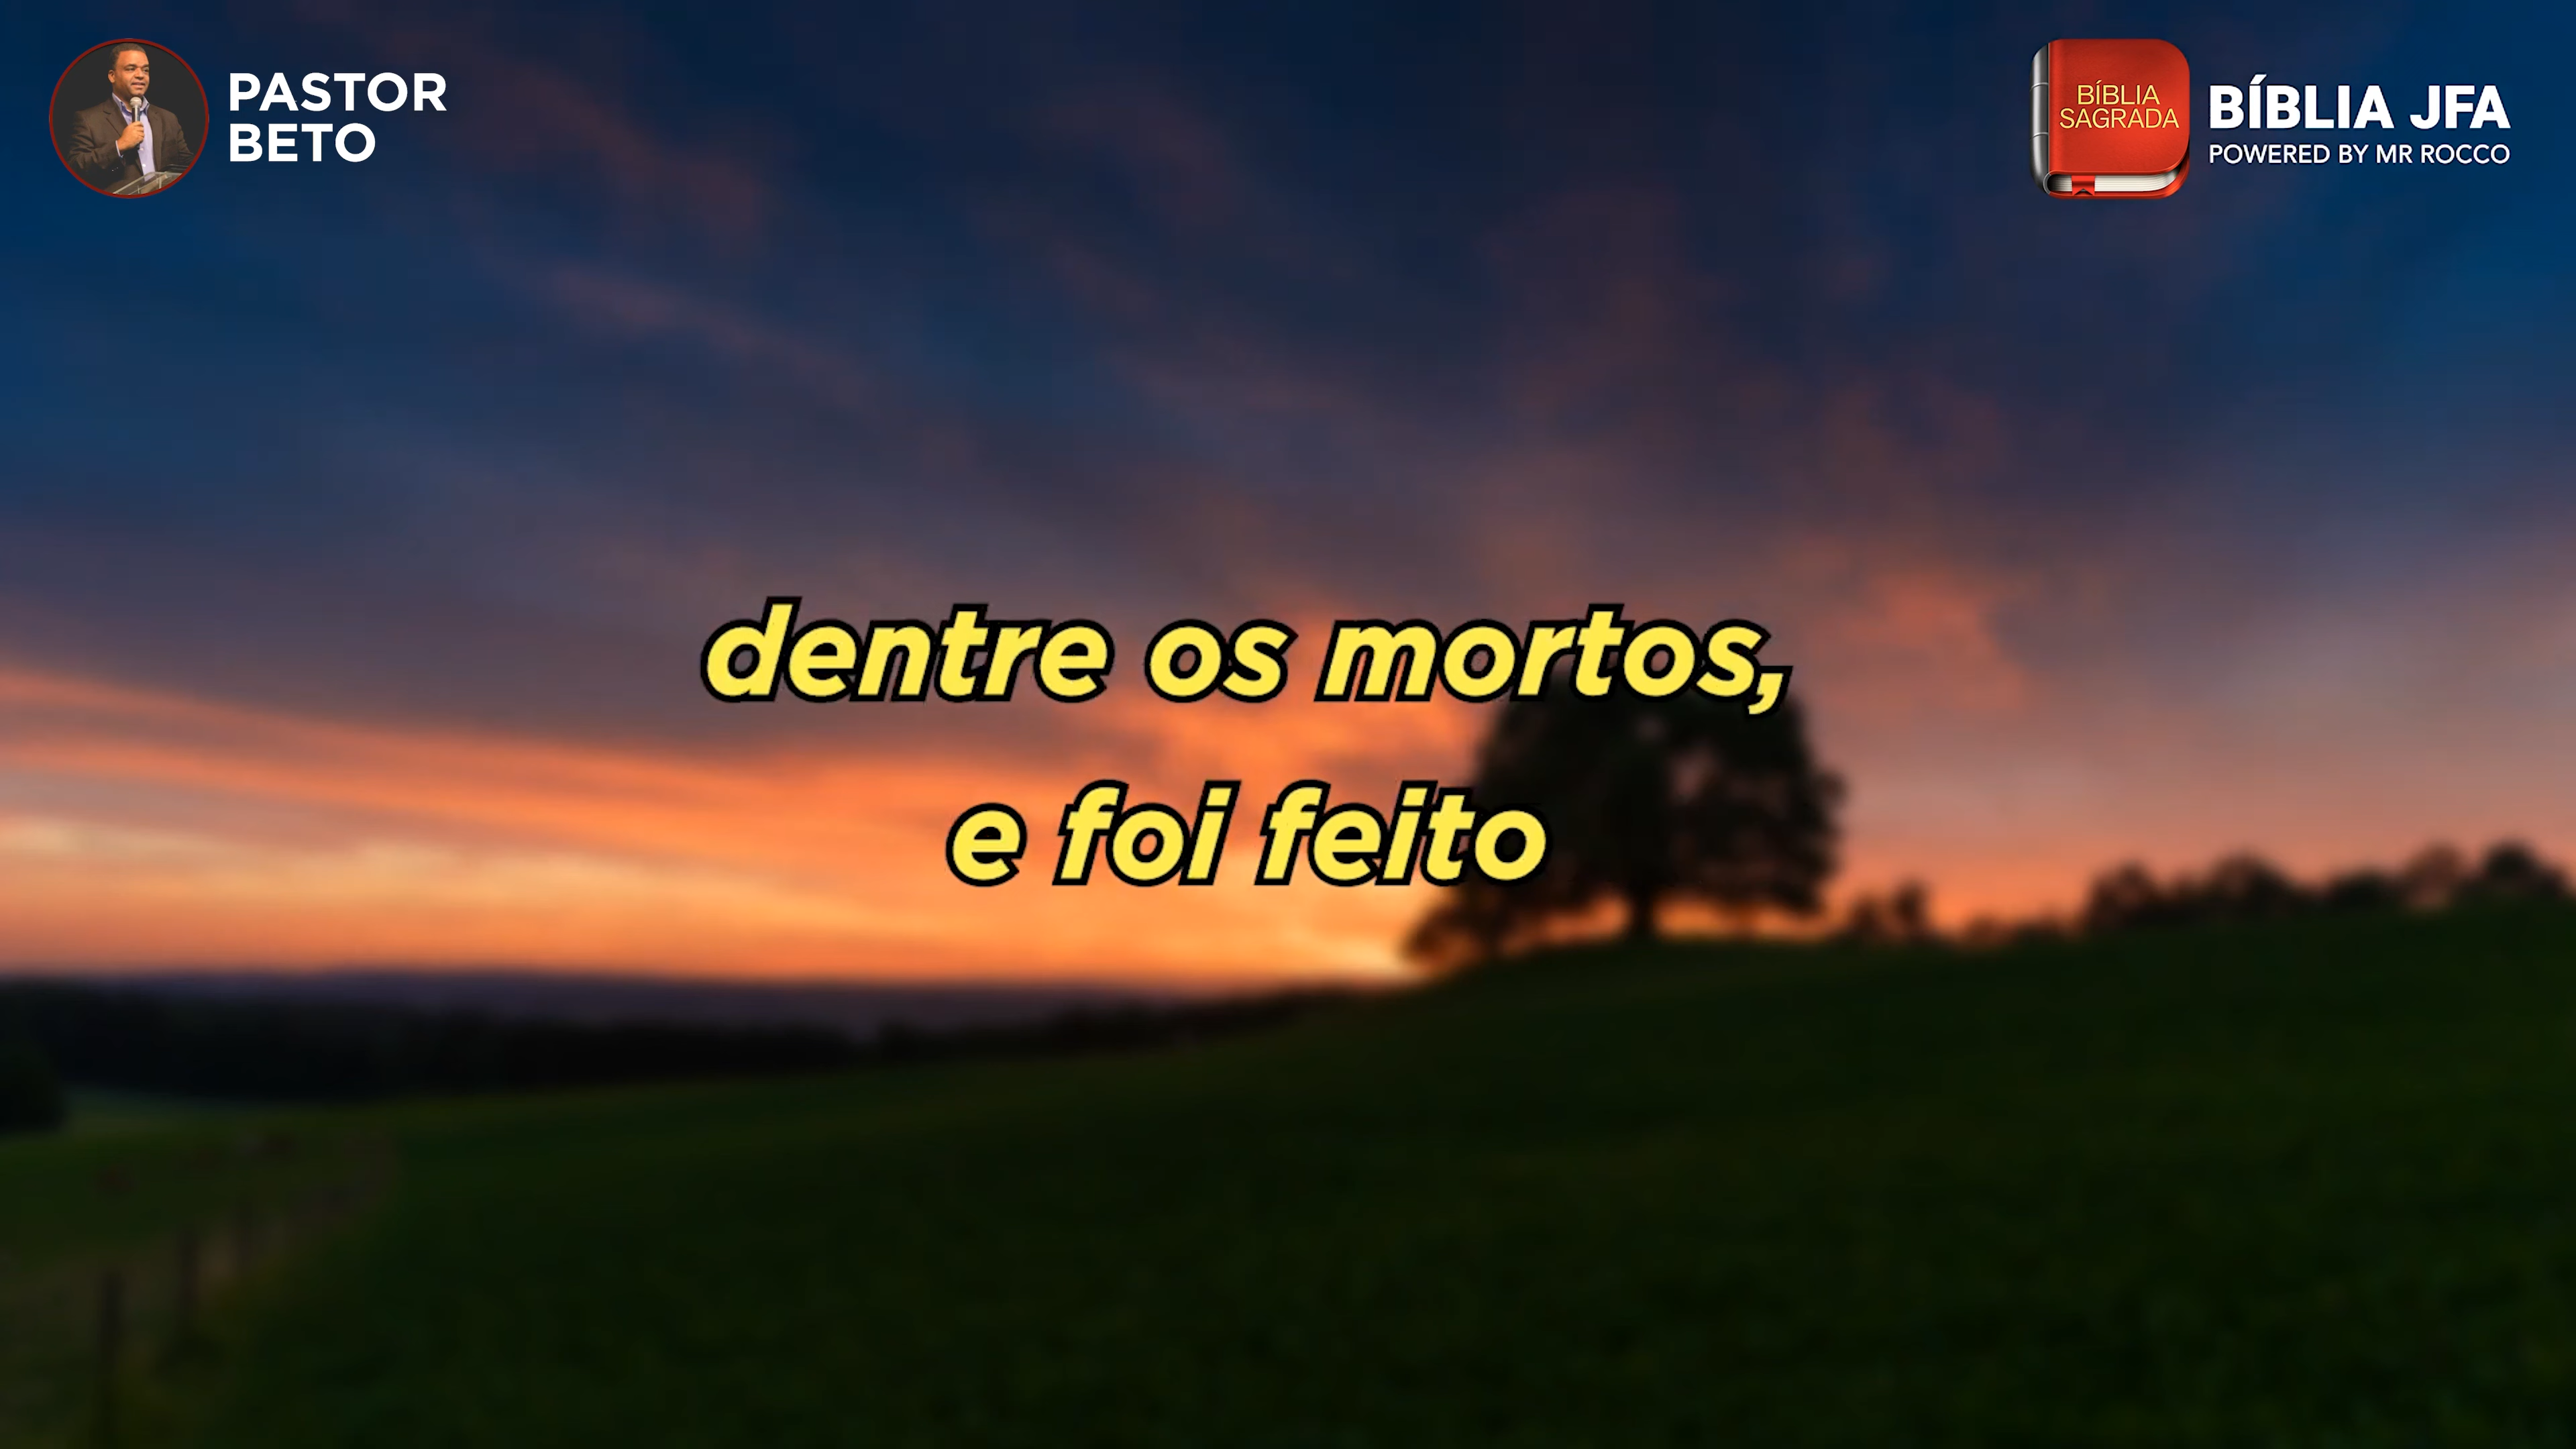 PASTOR
BETO
BÍBLIA
SAGRADA
BÍBLIA JFA
POWERED BY MR ROCCO
dentre os mortos,
e foi feito